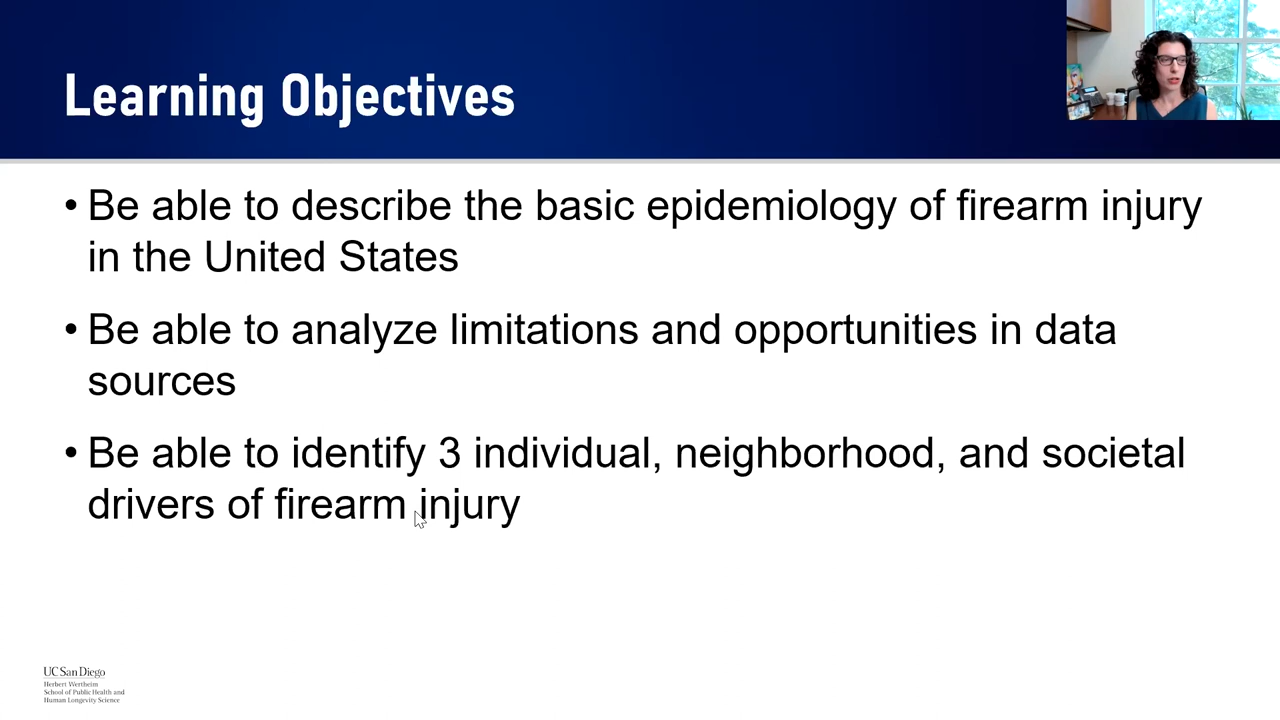 Learning Objectives
• Be able to describe the basic epidemiology of firearm injury
in the United States
• Be able to analyze limitations and opportunities in data
sources
• Be able to identify 3 individual, neighborhood, and societal
drivers of firearm injury
UC San Diego
Herbert Wertheim
School of Public Health and
Human Longevity Science